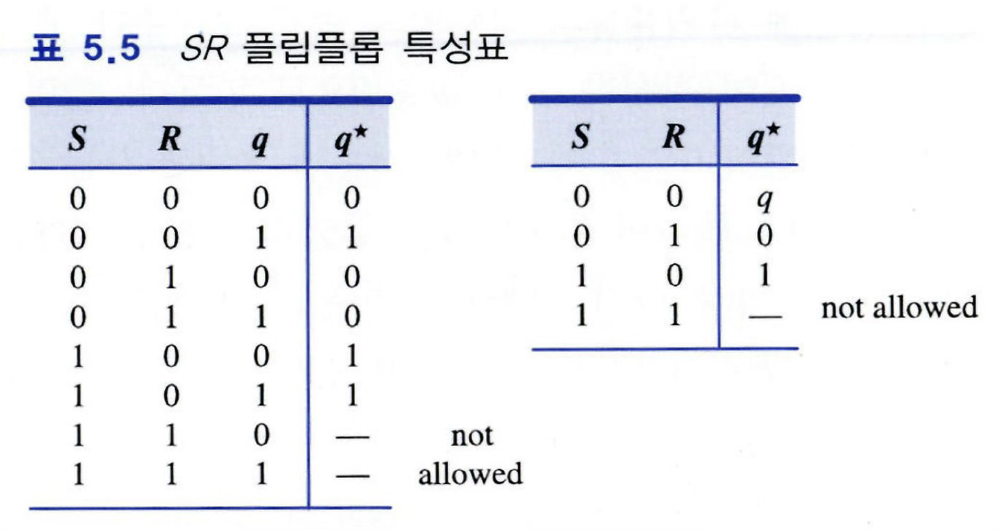 표 5.5 SR 플립플롭 특성표
S R q q★
0 0 0 0
0 0 1 1
0 1 0 0
0 1 1 0
1 0 0 1
1 0 1 1
1 1 0 — not
1 1 1 — allowed
S R q★
0 0 q
0 1 0
1 0 1
1 1 — not allowed